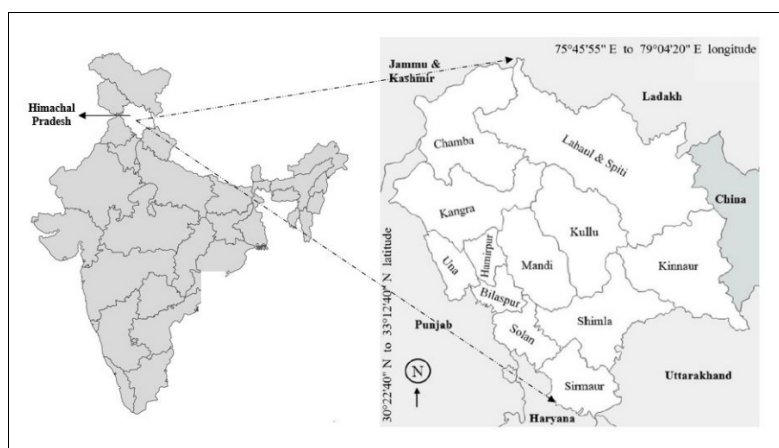 Himachal
Pradesh
75°45'55" E to 79°04'20" E longitude
Jammu &
Kashmir
Ladakh
Chamba
Lahaul & Spiti
China
Kangra
Kullu
Hamirpur
Una
Mandi
Kinnaur
Bilaspur
Punjab
Solan
Shimla
Uttarakhand
Sirmaur
Haryana
N
30°22'40" N to 33°12'40" N latitude